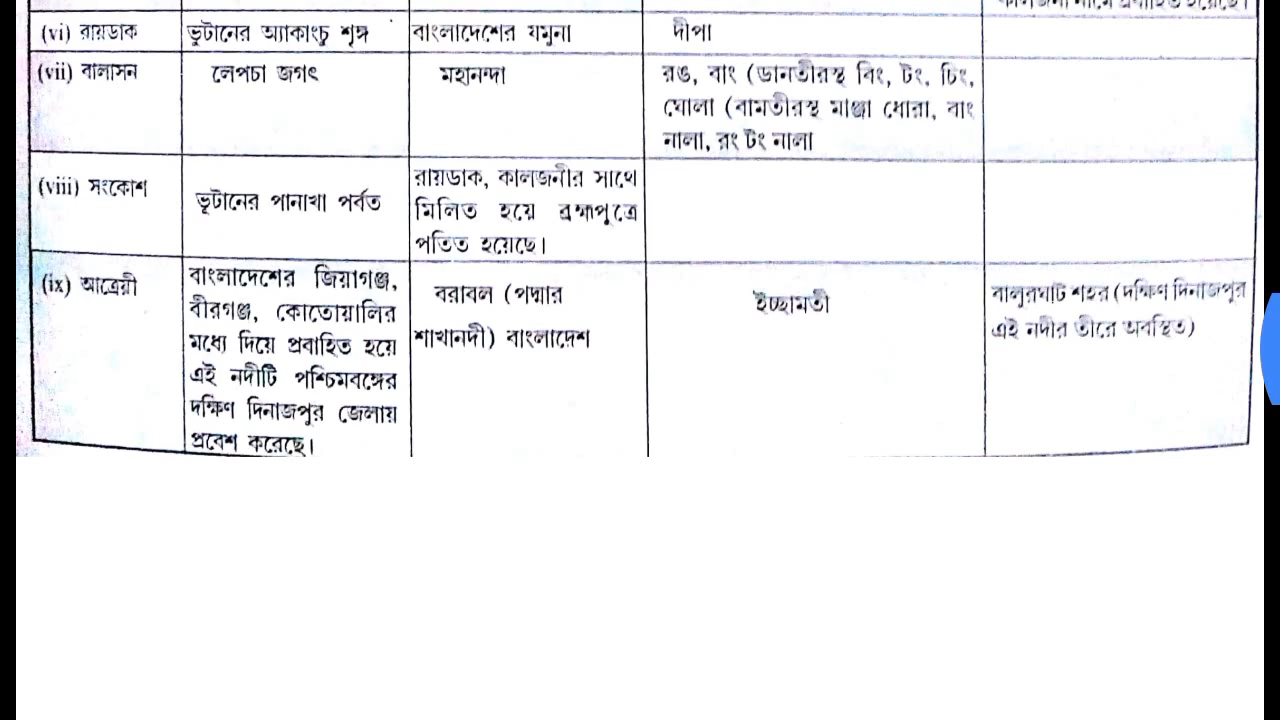 (vi) রায়ডাক
ভুটানের অ্যাকাংচু শৃঙ্গ
বাংলাদেশের যমুনা
দীপা
(vii) বালাসন
লেপচা জগৎ
মহানন্দা
রঙ, বাং (ডানতীরস্থ বিং, টং, চিং,
ঘোলা (বামতীরস্থ মাঞ্জা ধোরা, বাং
নালা, রং টং নালা
(viii) সংকোশ
ভূটানের পানাখা পর্বত
রায়ডাক, কালজনীর সাথে
মিলিত হয়ে ব্রহ্মপুত্রে
পতিত হয়েছে।
(ix) আত্রেয়ী
বাংলাদেশের জিয়াগঞ্জ,
বীরগঞ্জ, কোতোয়ালির
মধ্যে দিয়ে প্রবাহিত হয়ে
এই নদীটি পশ্চিমবঙ্গের
দক্ষিণ দিনাজপুর জেলায়
প্রবেশ করেছে।
বরাবল (পদ্মার
শাখানদী) বাংলাদেশ
ইচ্ছামতী
বালুরঘাট শহর (দক্ষিণ দিনাজপুর
এই নদীর তীরে অবস্থিত)